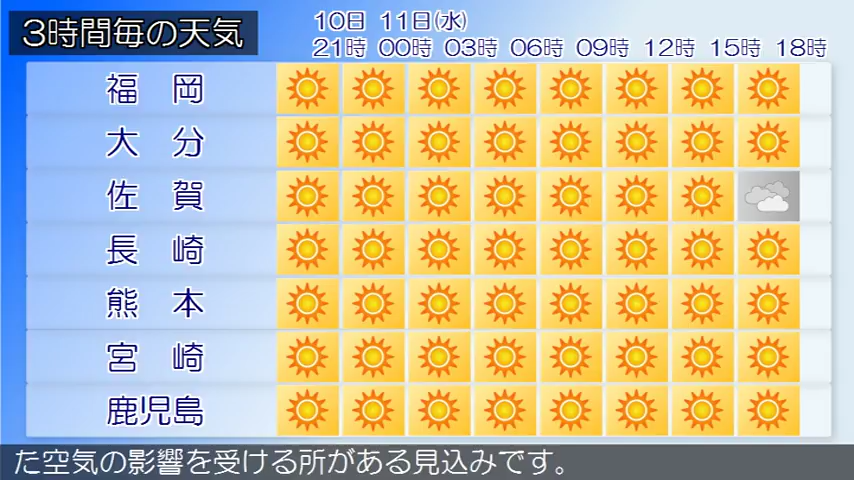 3時間毎の天気
10日 11日(水)
21時 00時 03時 06時 09時 12時 15時 18時
福岡
大分
佐賀
長崎
熊本
宮崎
鹿児島
た空気の影響を受ける所がある見込みです。